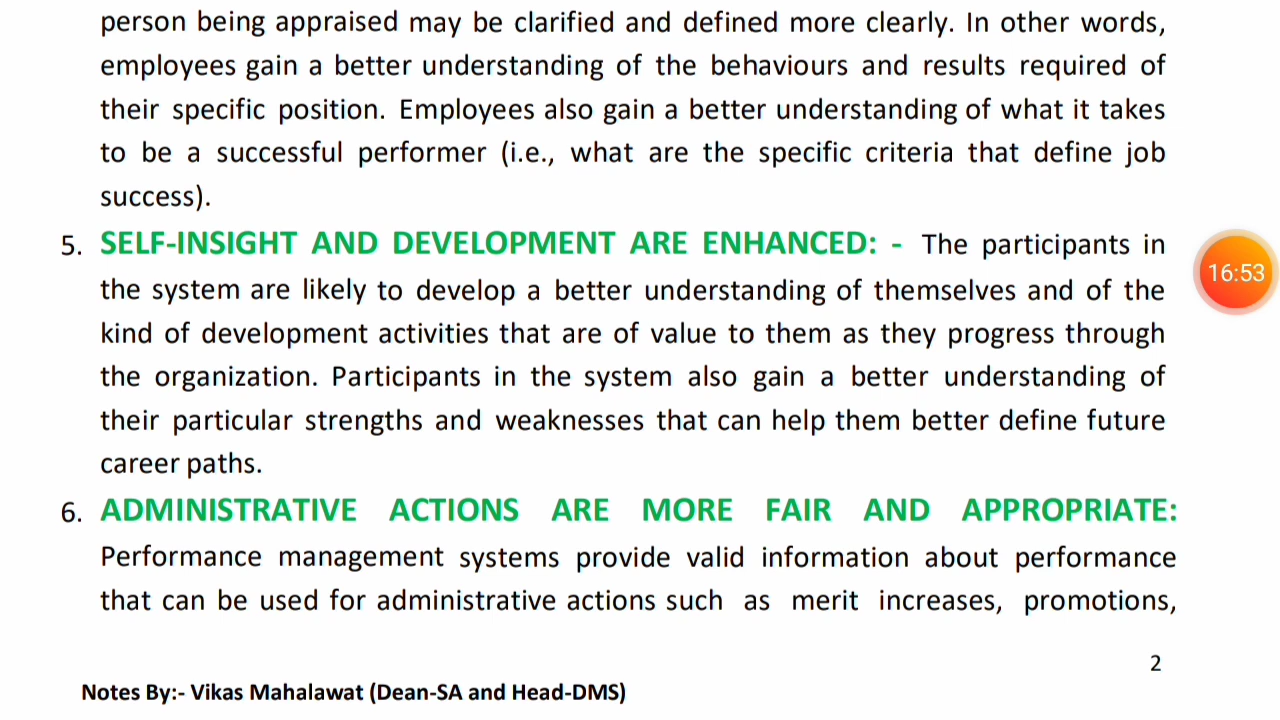 person being appraised may be clarified and defined more clearly. In other words,
employees gain a better understanding of the behaviours and results required of
their specific position. Employees also gain a better understanding of what it takes
to be a successful performer (i.e., what are the specific criteria that define job
success).
5. SELF-INSIGHT AND DEVELOPMENT ARE ENHANCED: - The participants in
the system are likely to develop a better understanding of themselves and of the
kind of development activities that are of value to them as they progress through
the organization. Participants in the system also gain a better understanding of
their particular strengths and weaknesses that can help them better define future
career paths.
6. ADMINISTRATIVE ACTIONS ARE MORE FAIR AND APPROPRIATE:
Performance management systems provide valid information about performance
that can be used for administrative actions such as merit increases, promotions,
16:53
2
Notes By:- Vikas Mahalawat (Dean-SA and Head-DMS)